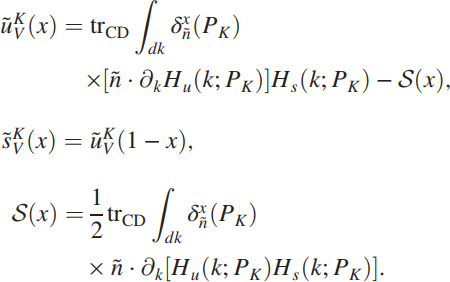 ũ_V^K(x) = tr_CD ∫_dk δ_ñ^x(P_K)
×[ñ · ∂_k H_u(k; P_K)]H_s(k; P_K) − 𝒮(x),
s̃_V^K(x) = ũ_V^K(1 − x),
𝒮(x) = 1/2 tr_CD ∫_dk δ_ñ^x(P_K)
× ñ · ∂_k[H_u(k; P_K)H_s(k; P_K)].